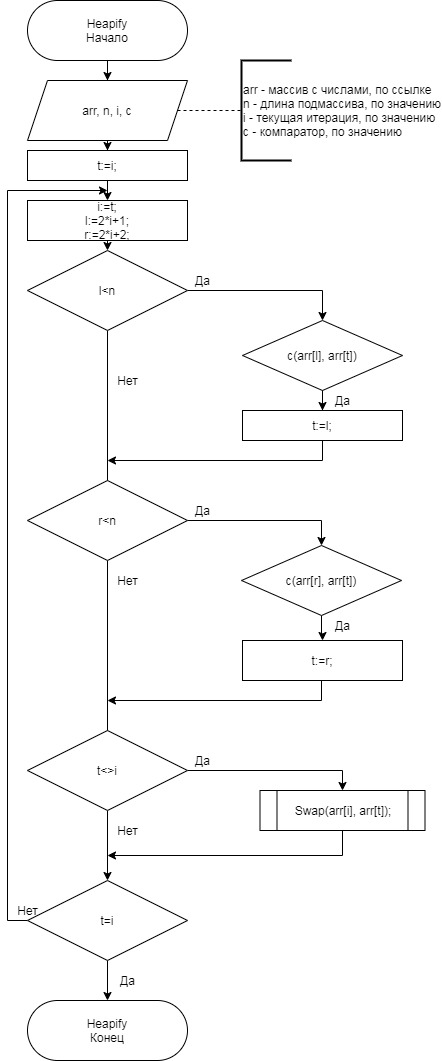 Heapify
Начало
arr, n, i, c
arr - массив с числами, по ссылке
n - длина подмассива, по значению
i - текущая итерация, по значению
c - компаратор, по значению
t:=i;
i:=t;
l:=2*i+1;
r:=2*i+2;
l<n
Да
c(arr[l], arr[t])
Нет
Да
t:=l;
r<n
Да
c(arr[r], arr[t])
Нет
Да
t:=r;
t<>i
Да
Swap(arr[i], arr[t]);
Нет
Нет
t=i
Да
Heapify
Конец